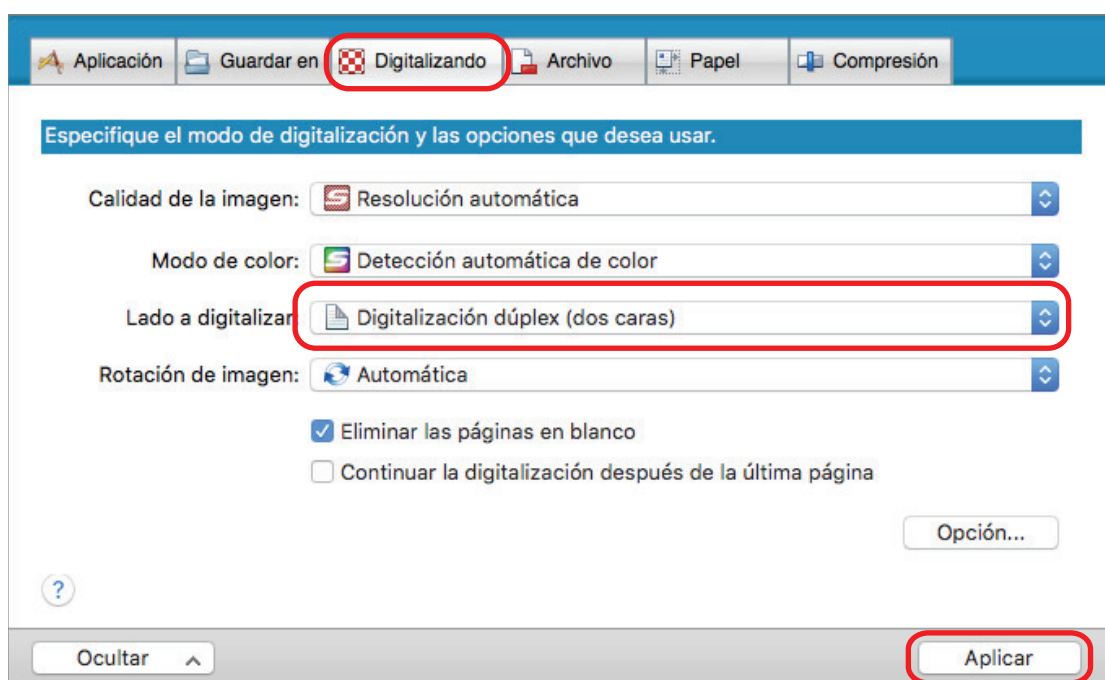 Aplicación Guardar en Digitalizando Archivo Papel Compresión
Especifique el modo de digitalización y las opciones que desea usar.
Calidad de la imagen: Resolución automática
Modo de color: Detección automática de color
Lado a digitalizar: Digitalización dúplex (dos caras)
Rotación de imagen: Automática
Eliminar las páginas en blanco
Continuar la digitalización después de la última página
Opción...
?
Ocultar Aplicar